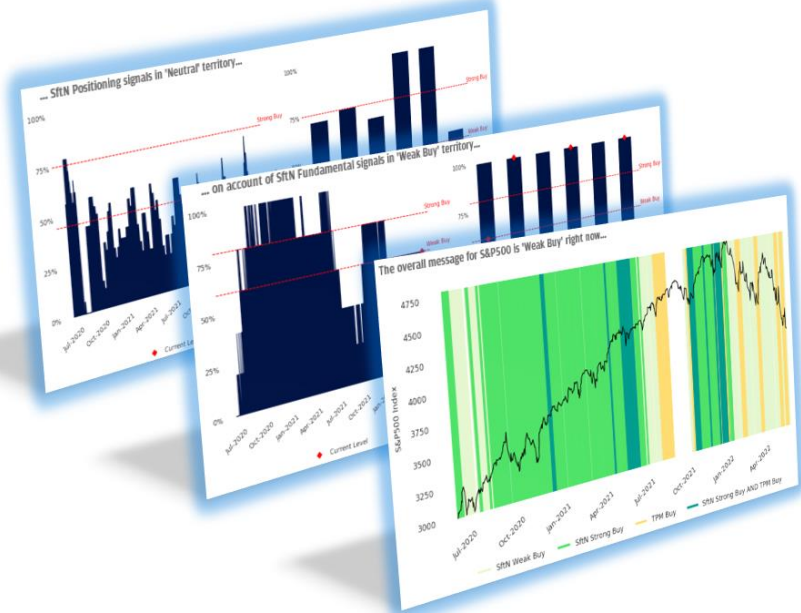 ... SftN Positioning signals in 'Neutral' territory...
100%
75%
50%
25%
0%
Jul-2020
Oct-2020
Jan-2021
Apr-2021
Jul-2021
Strong Buy
100%
75%
Strong Buy
Weak Buy
... on account of SftN Fundamental signals in 'Weak Buy' territory...
100%
75%
50%
25%
0%
Jul-2020
Oct-2020
Jan-2021
Apr-2021
Jul-2021
Oct-2021
Strong Buy
Weak Buy
Current Level
100%
75%
Strong Buy
Weak Buy
The overall message for S&P500 is 'Weak Buy' right now...
S&P500 Index
4750
4500
4250
4000
3750
3500
3250
3000
Jul-2020
Oct-2020
Jan-2021
Apr-2021
Jul-2021
Oct-2021
Jan-2022
Apr-2022
SftN Weak Buy
SftN Strong Buy
TPM Buy
SftN Strong Buy AND TPM Buy